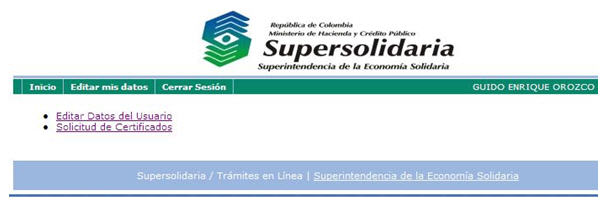 República de Colombia
Ministerio de Hacienda y Crédito Público
Supersolidaria
Superintendencia de la Economía Solidaria
Inicio Editar mis datos Cerrar Sesión GUIDO ENRIQUE OROZCO
Editar Datos del Usuario
Solicitud de Certificados
Supersolidaria / Trámites en Línea | Superintendencia de la Economía Solidaria